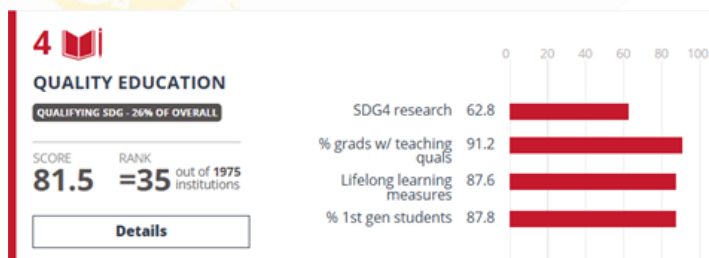 4
QUALITY EDUCATION
QUALIFYING SDG - 26% OF OVERALL
SCORE
81.5
RANK
=35 out of 1975
institutions
Details
0 20 40 60 80 100
SDG4 research 62.8
% grads w/ teaching 91.2
quals
Lifelong learning 87.6
measures
% 1st gen students 87.8